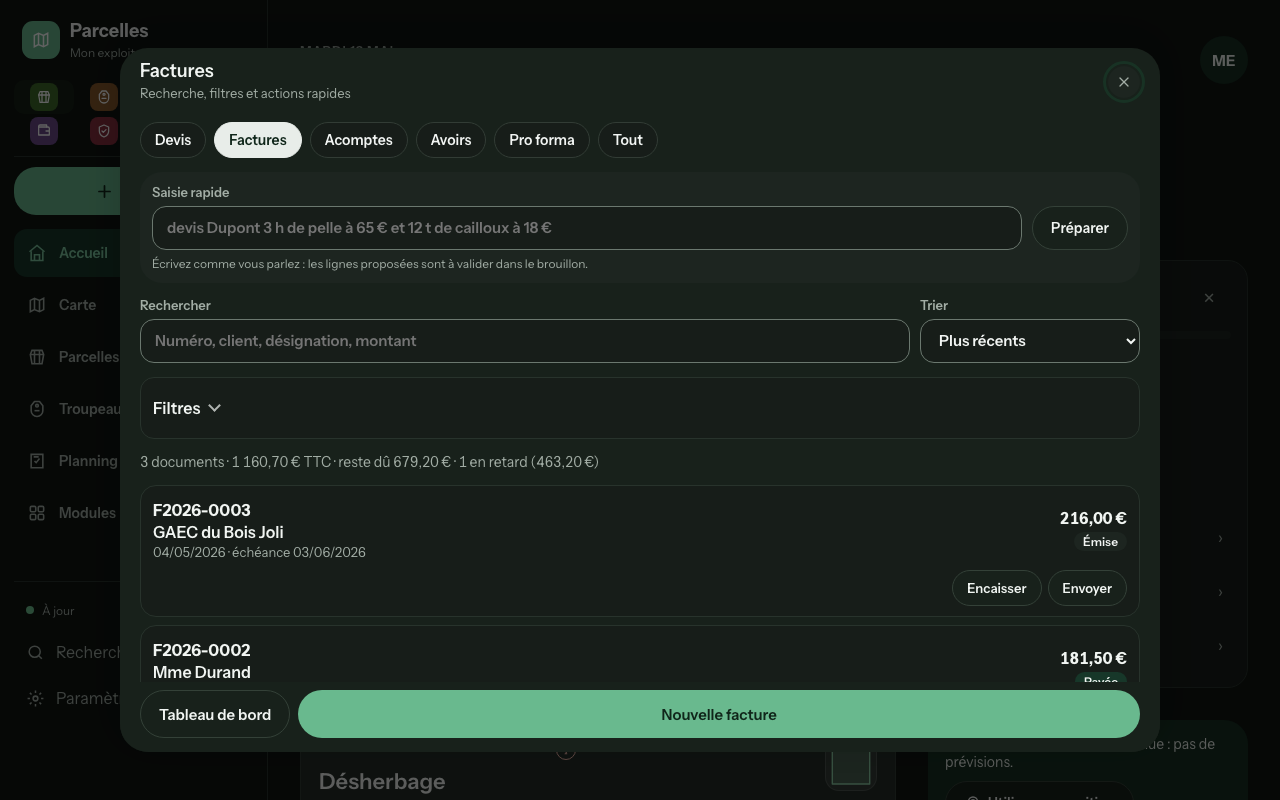 Parcelles
Mon exploit
ME
Accueil
Carte
Parcelles
Troupeau
Planning
Modules
À jour
Factures
Recherche, filtres et actions rapides
Devis
Factures
Acomptes
Avoirs
Pro forma
Tout
Saisie rapide
devis Dupont 3 h de pelle à 65 € et 12 t de cailloux à 18 €
Préparer
Écrivez comme vous parlez : les lignes proposées sont à valider dans le brouillon.
Rechercher
Trier
Numéro, client, désignation, montant
Plus récents
Filtres
3 documents · 1 160,70 € TTC · reste dû 679,20 € · 1 en retard (463,20 €)
F2026-0003
GAEC du Bois Joli
04/05/2026 · échéance 03/06/2026
216,00 €
Émise
Encaisser
Envoyer
F2026-0002
Mme Durand
181,50 €
Payée
Tableau de bord
Nouvelle facture
Désherbage
: pas de
prévisions.